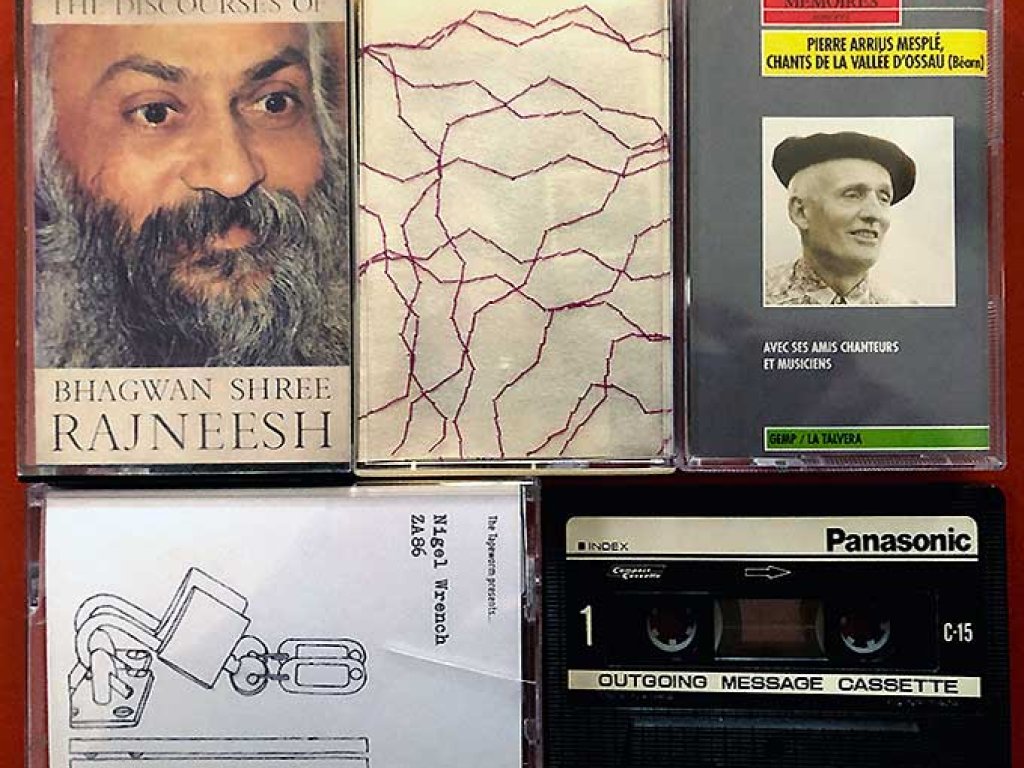 THE DISCOURSES OF
BHAGWAN SHREE
RAJNEESH
MÉMOIRES
PIERRE ARRIUS MESPLÉ,
CHANTS DE LA VALLÉE D'OSSAU (Béarn)
AVEC SES AMIS CHANTEURS
ET MUSICIENS
GEMP / LA TALVERA
The Tapeworm presents...
Nigel Wrench
ZA86
INDEX
Panasonic
Compact
Cassette
1
C-15
OUTGOING MESSAGE CASSETTE